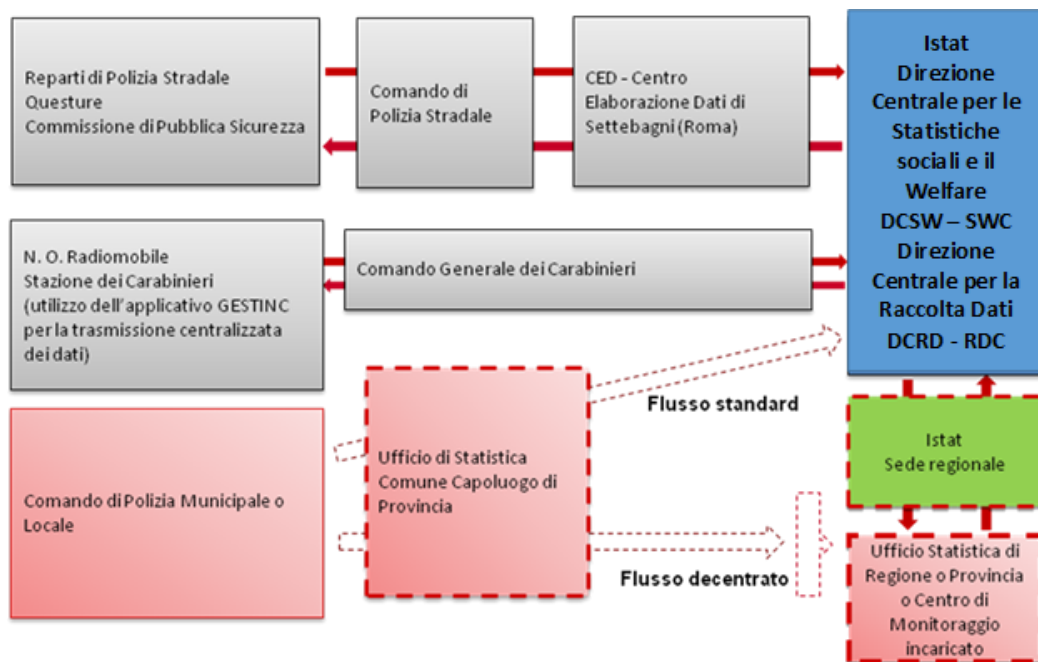 Reparti di Polizia Stradale
Questure
Commissione di Pubblica Sicurezza
Comando di
Polizia Stradale
CED - Centro
Elaborazione Dati di
Settebagni (Roma)
Istat
Direzione
Centrale per le
Statistiche
sociali e il
Welfare
DCSW – SWC
Direzione
Centrale per la
Raccolta Dati
DCRD - RDC
N. O. Radiomobile
Stazione dei Carabinieri
(utilizzo dell'applicativo GESTINC
per la trasmissione centralizzata
dei dati)
Comando Generale dei Carabinieri
Flusso standard
Comando di Polizia Municipale o
Locale
Ufficio di Statistica
Comune Capoluogo di
Provincia
Flusso decentrato
Istat
Sede regionale
Ufficio Statistica di
Regione o Provincia
o Centro di
Monitoraggio
incaricato